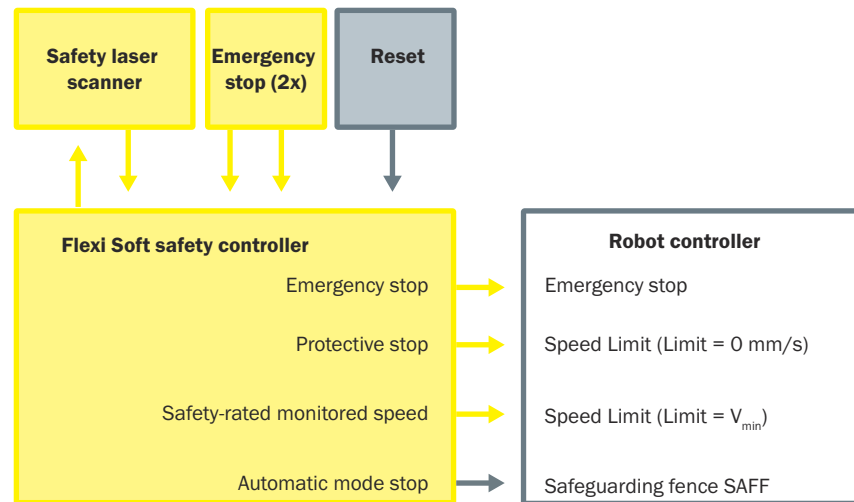 Safety laser
scanner
Emergency
stop (2x)
Reset
Flexi Soft safety controller
Robot controller
Emergency stop
Emergency stop
Protective stop
Speed Limit (Limit = 0 mm/s)
Safety-rated monitored speed
Speed Limit (Limit = Vmin)
Automatic mode stop
Safeguarding fence SAFF